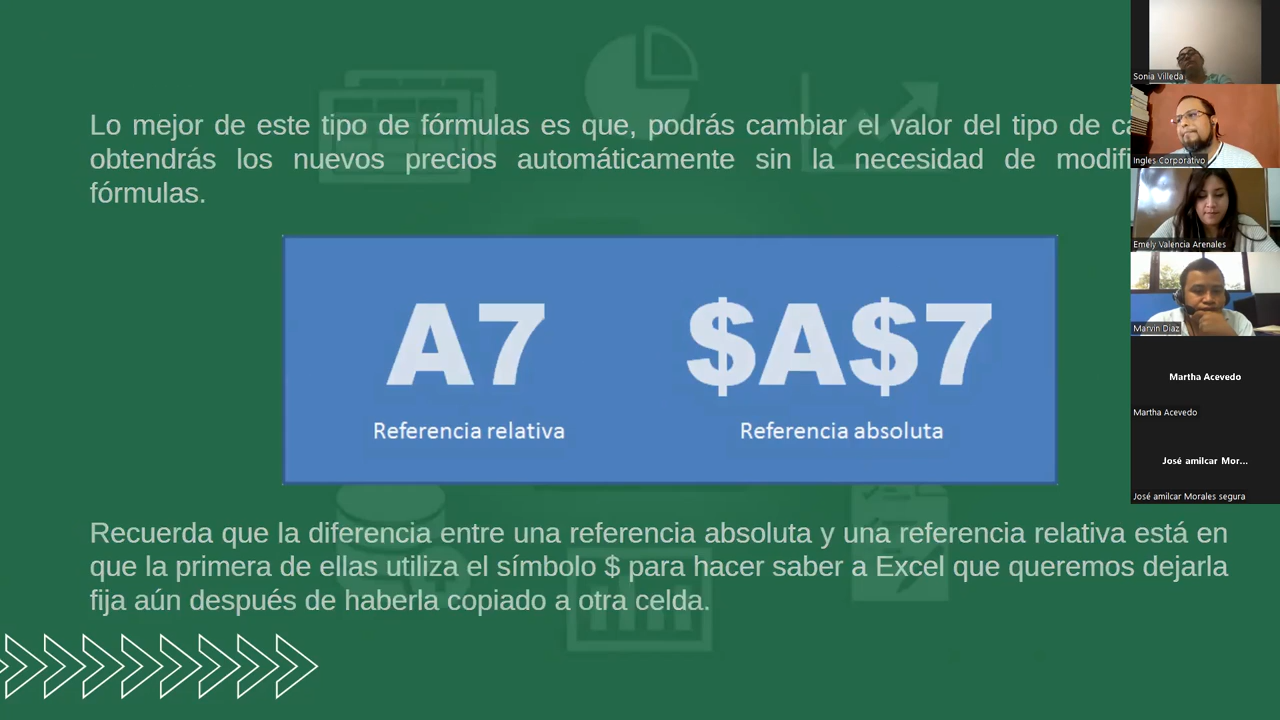 Lo mejor de este tipo de fórmulas es que, podrás cambiar el valor del tipo de
obtendrás los nuevos precios automáticamente sin la necesidad de
fórmulas.
A7 $A$7
Referencia relativa Referencia absoluta
Recuerda que la diferencia entre una referencia absoluta y una referencia relativa está en
que la primera de ellas utiliza el símbolo $ para hacer saber a Excel que queremos dejarla
fija aún después de haberla copiado a otra celda.
Sonia Villeda
Ingles Corporativo
Emely Valencia Arenales
Marvin Diaz
Martha Acevedo
Martha Acevedo
José amilcar Mor...
José amilcar Morales segura